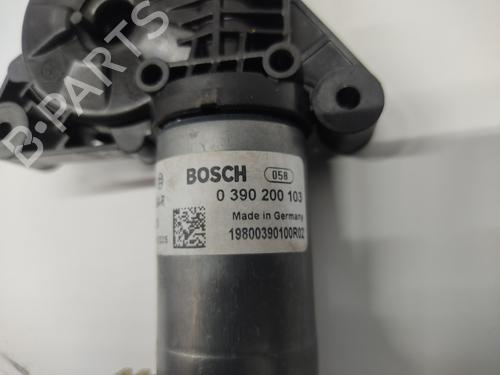 B-PARTS
BOSCH 058
0 390 200 103
Made in Germany
19800390100R02